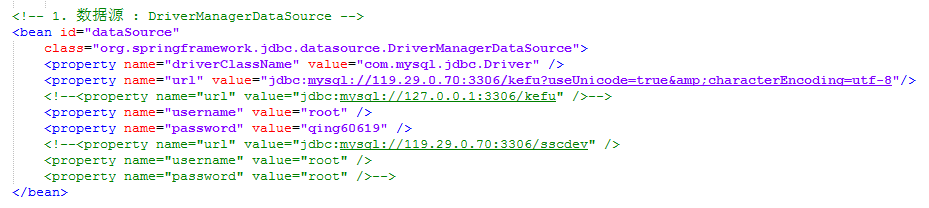 <!-- 1. 数据源 : DriverManagerDataSource -->
<bean id="dataSource"
class="org.springframework.jdbc.datasource.DriverManagerDataSource">
<property name="driverClassName" value="com.mysql.jdbc.Driver" />
<property name="url" value="jdbc:mysql://119.29.0.70:3306/kefu?useUnicode=true&amp;characterEncoding=utf-8"/>
<!--<property name="url" value="jdbc:mysql://127.0.0.1:3306/kefu" />-->
<property name="username" value="root" />
<property name="password" value="qing60619" />
<!--<property name="url" value="jdbc:mysql://119.29.0.70:3306/sscdev" />
<property name="username" value="root" />
<property name="password" value="root" />-->
</bean>